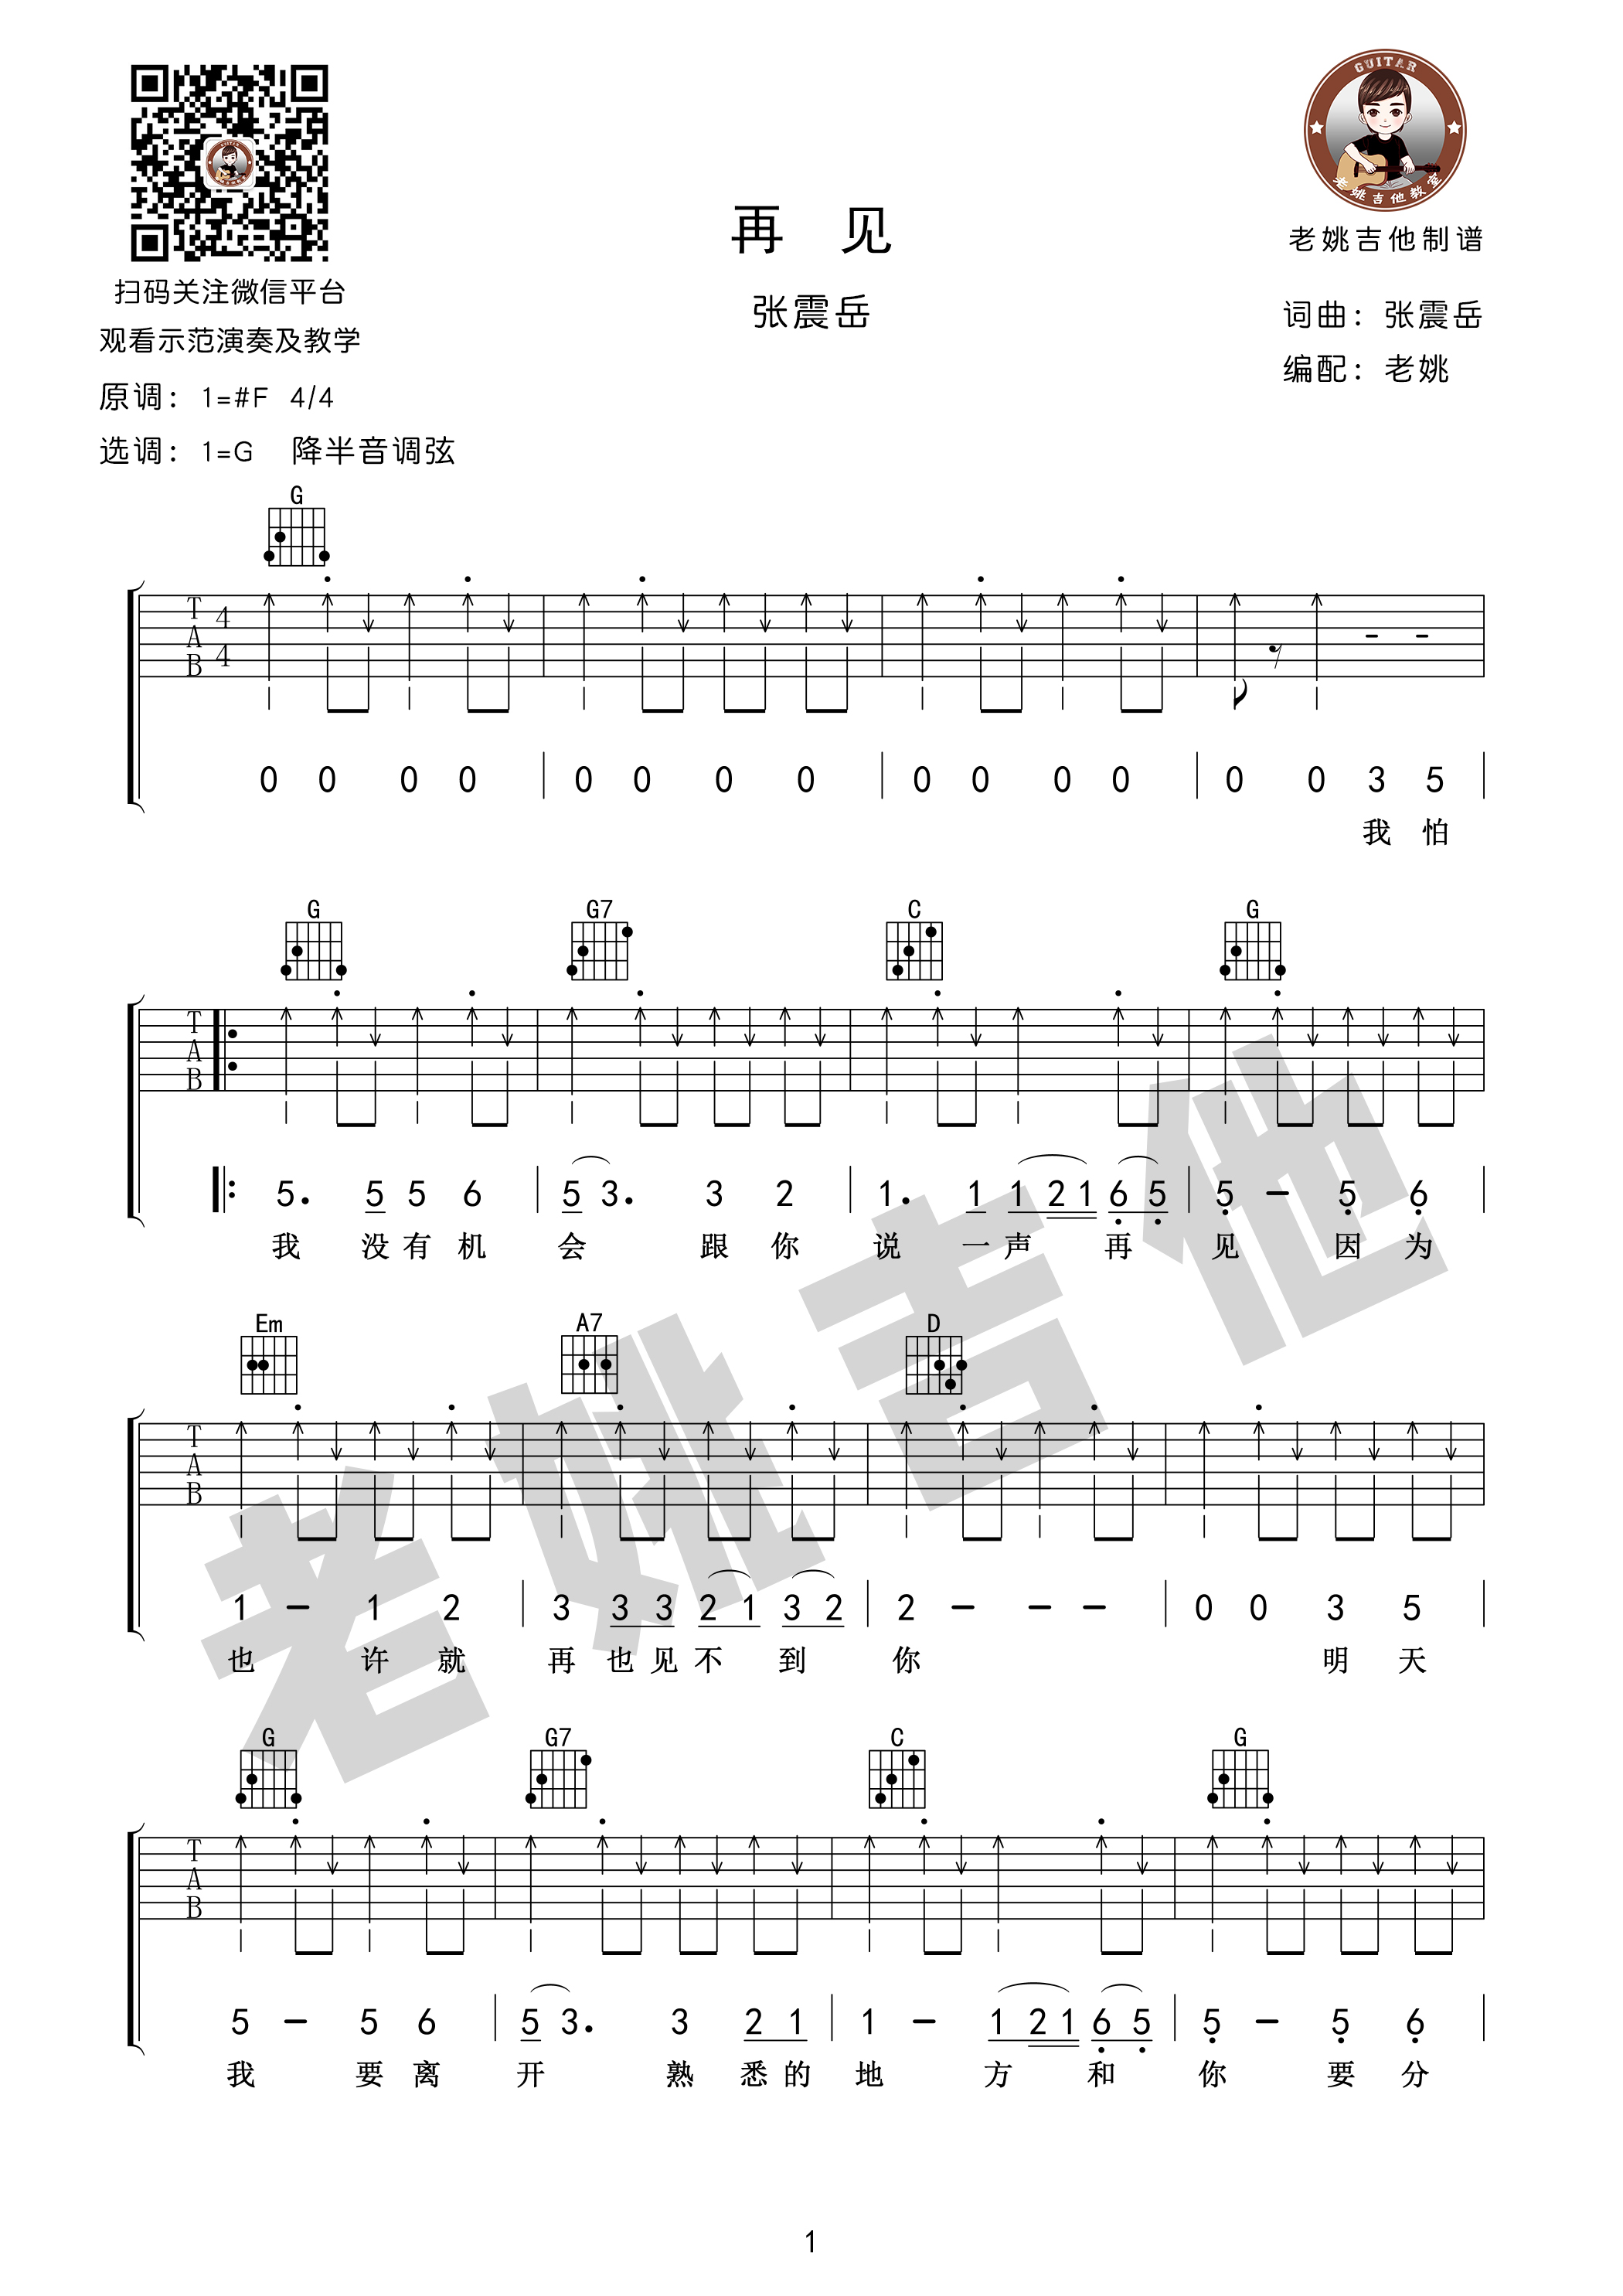 GUITAR
老姚吉他教室
再 见
老姚吉他制谱
扫码关注微信平台
张震岳
词曲：张震岳
观看示范演奏及教学
编配：老姚
原调：1=#F 4/4
选调：1=G 降半音调弦
G
T
A
B
4
4
0 0 0 0 | 0 0 0 0 | 0 0 0 0 | 0 0 3 5 |
我 怕
G G7 C G
T
A
B
5. 5 5 6 | 5 3. 3 2 | 1. 1 1 2 1 6 5 | 5 - 5 6 |
我 没 有 机 会 跟 你 说 一 声 再 见 因 为
Em A7 D
T
A
B
1 - 1 2 | 3 3 3 2 1 3 2 | 2 - - - | 0 0 3 5 |
也 许 就 再 也 见 不 到 你 明 天
G G7 C G
T
A
B
5 - 5 6 | 5 3. 3 2 1 | 1 - 1 2 1 6 5 | 5 - 5 6 |
我 要 离 开 熟 悉 的 地 方 和 你 要 分
老姚吉他
1